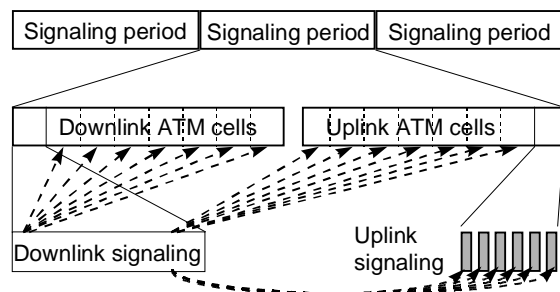 Signaling period Signaling period Signaling period
Downlink ATM cells Uplink ATM cells
Downlink signaling
Uplink
signaling